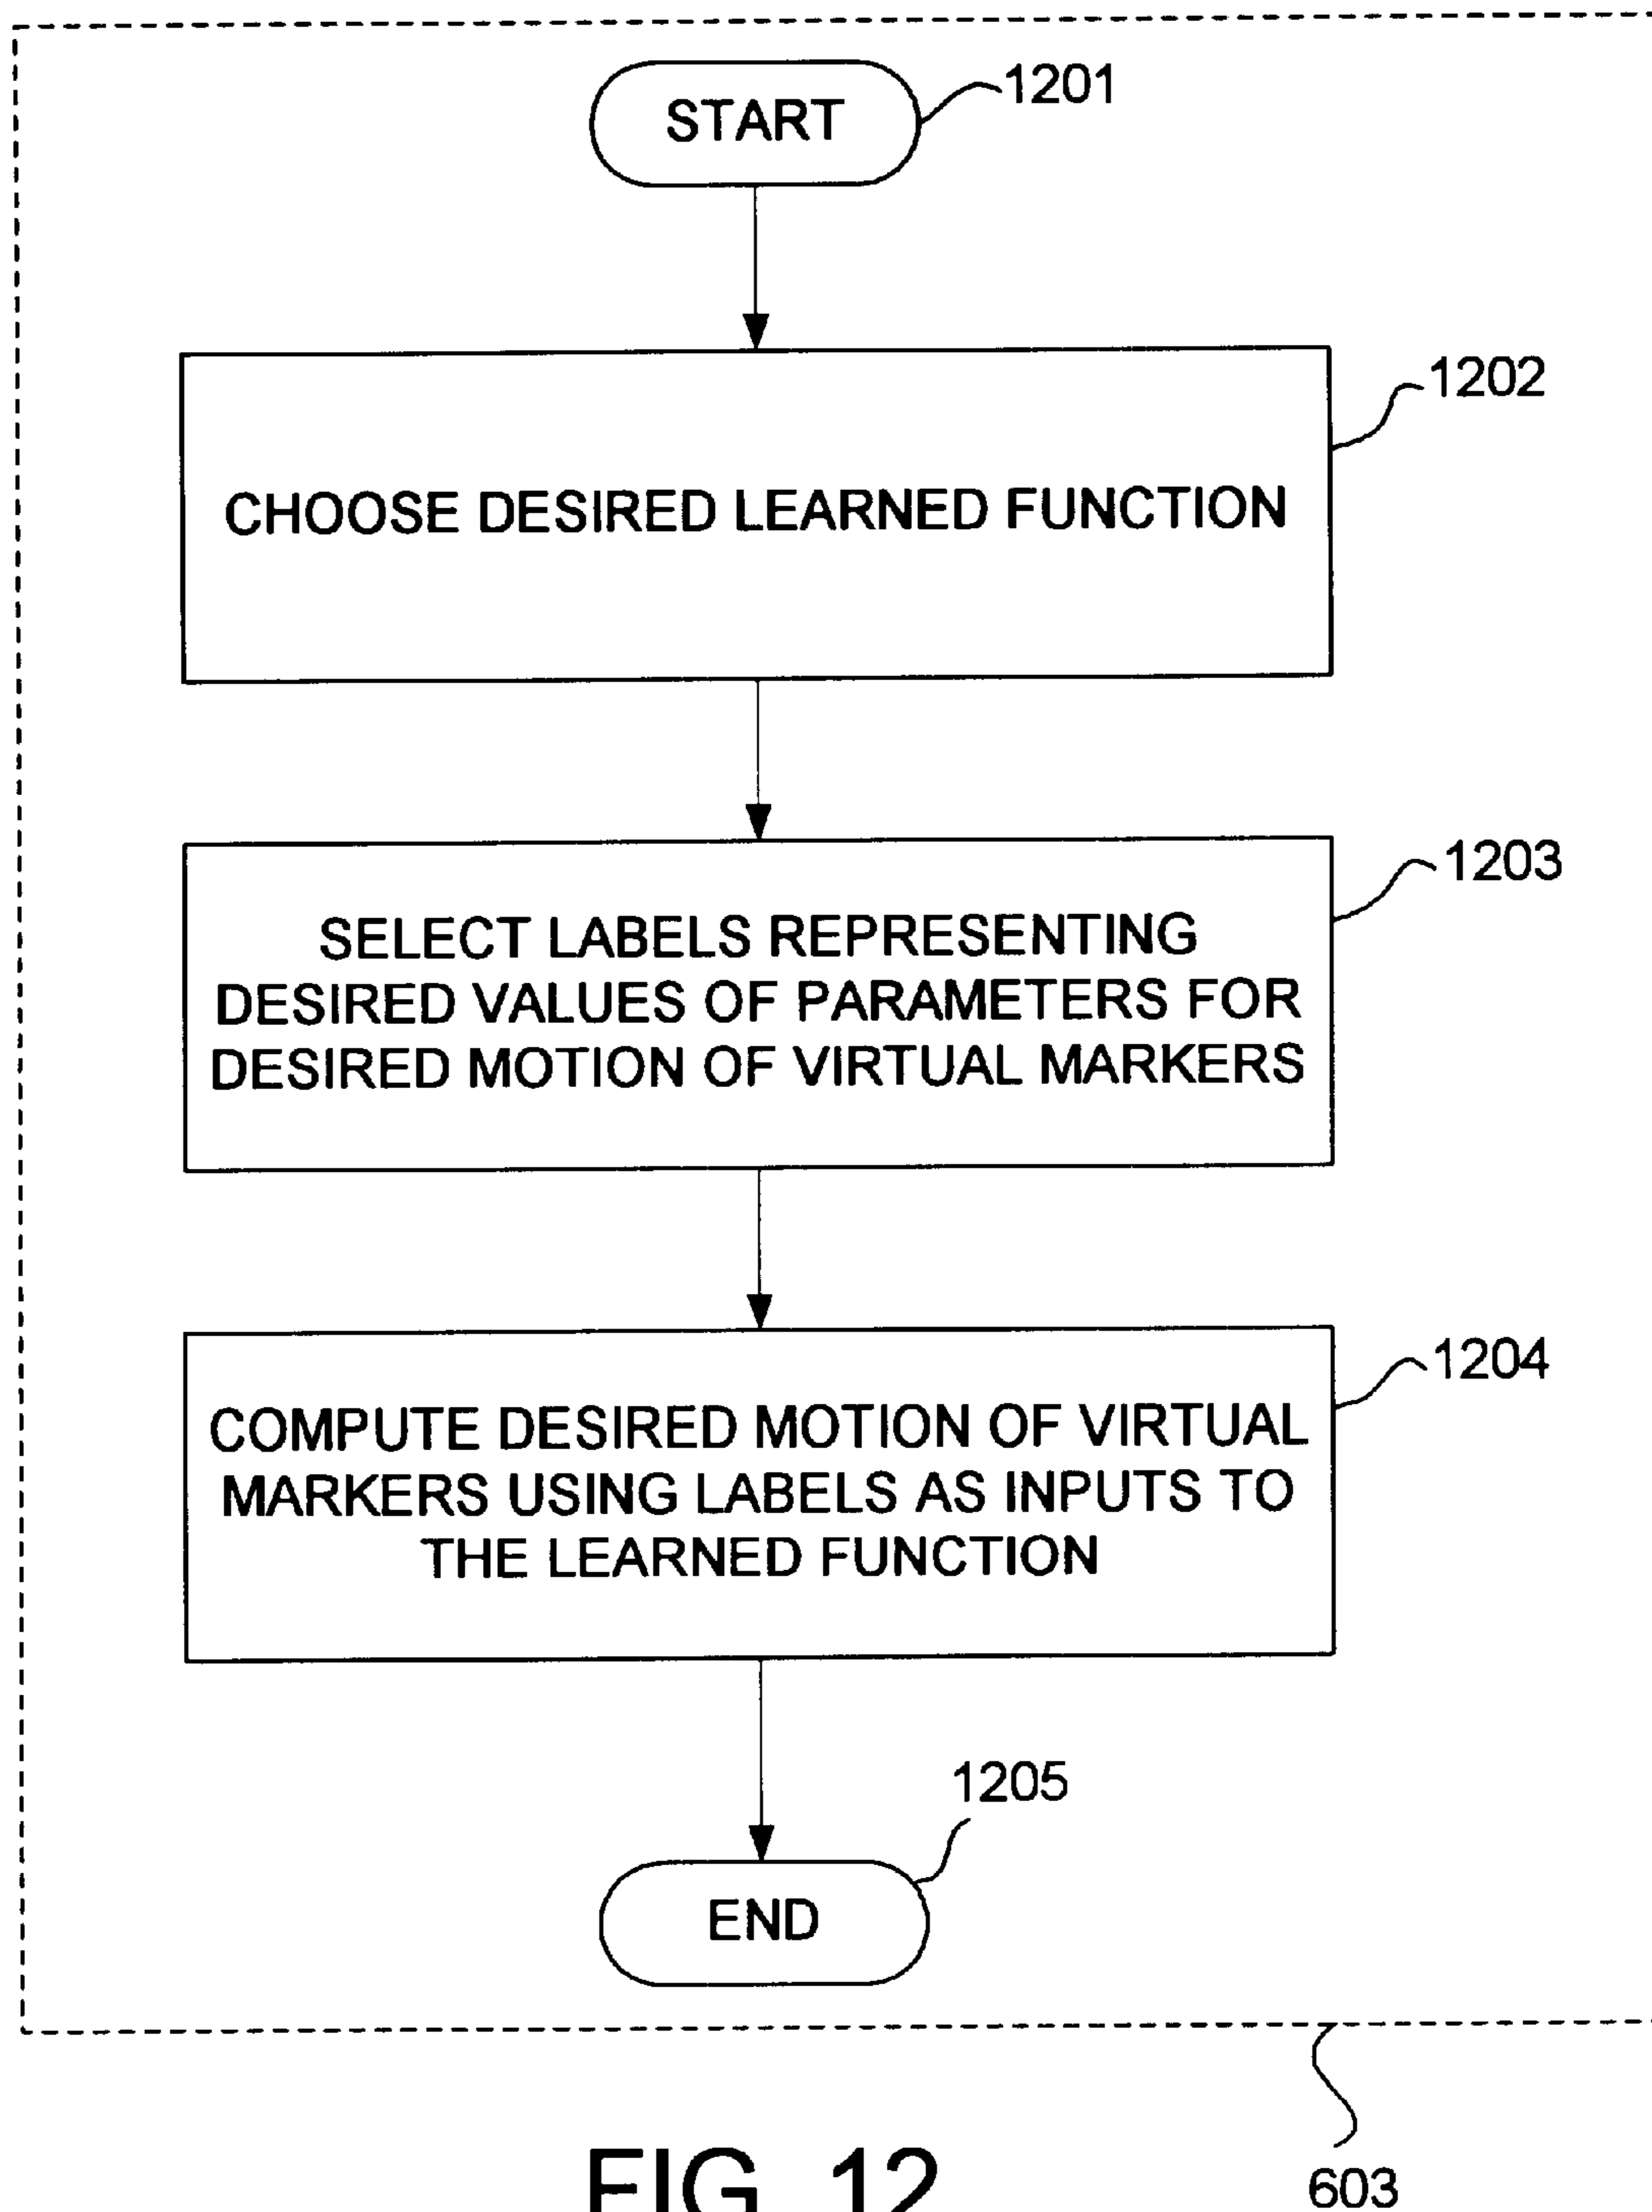 START
1201
1202
CHOOSE DESIRED LEARNED FUNCTION
1203
SELECT LABELS REPRESENTING
DESIRED VALUES OF PARAMETERS FOR
DESIRED MOTION OF VIRTUAL MARKERS
1204
COMPUTE DESIRED MOTION OF VIRTUAL
MARKERS USING LABELS AS INPUTS TO
THE LEARNED FUNCTION
1205
END
603
FIG. 12